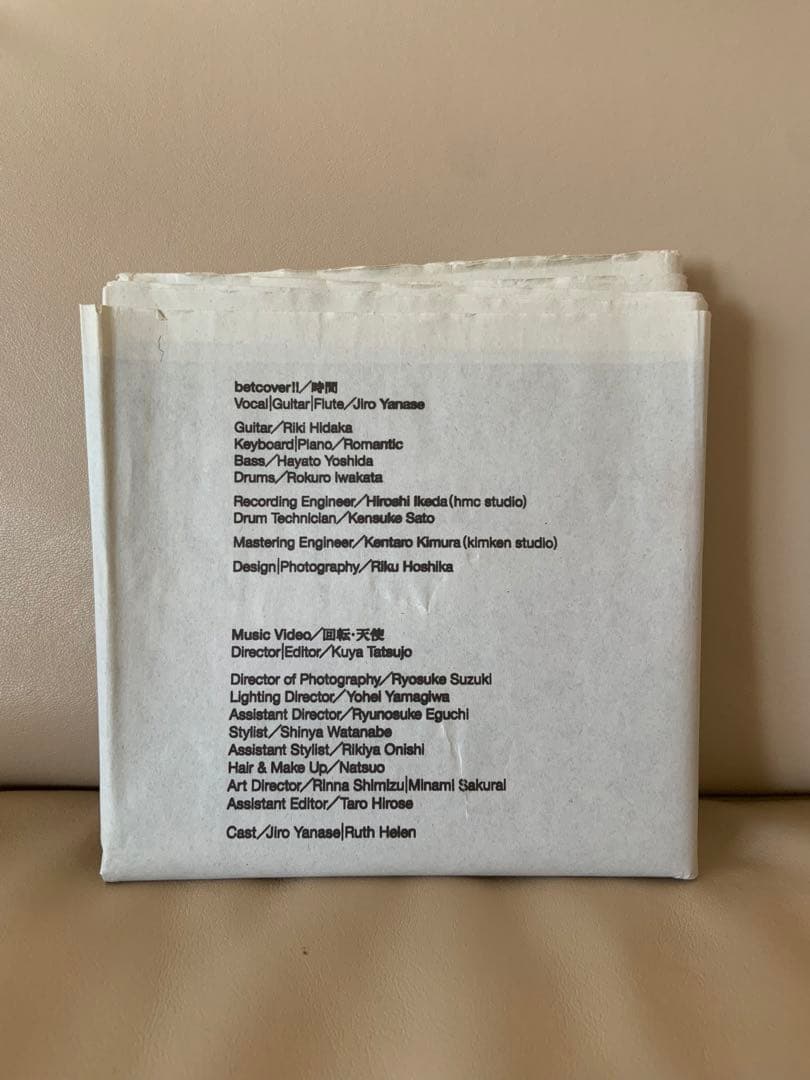 betcover!!／時間
Vocal|Guitar|Flute／Jiro Yanase
Guitar／Riki Hidaka
Keyboard|Piano／Romantic
Bass／Hayato Yoshida
Drums／Rokuro Iwakata
Recording Engineer／Hiroshi Ikeda(hmc studio)
Drum Technician／Kensuke Sato
Mastering Engineer／Kentaro Kimura(kimken studio)
Design|Photography／Riku Hoshika
Music Video／回転・天使
Director|Editor／Kuya Tatsujo
Director of Photography／Ryosuke Suzuki
Lighting Director／Yohei Yamagiwa
Assistant Director／Ryunosuke Eguchi
Stylist／Shinya Watanabe
Assistant Stylist／Rikiya Onishi
Hair & Make Up／Natsuo
Art Director／Rinna Shimizu|Minami Sakurai
Assistant Editor／Taro Hirose
Cast／Jiro Yanase|Ruth Helen